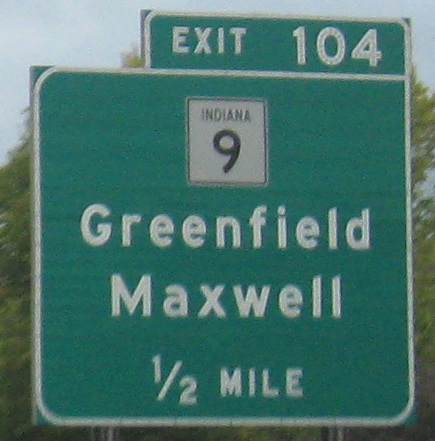 EXIT 104
INDIANA
9
Greenfield
Maxwell
1/2 MILE